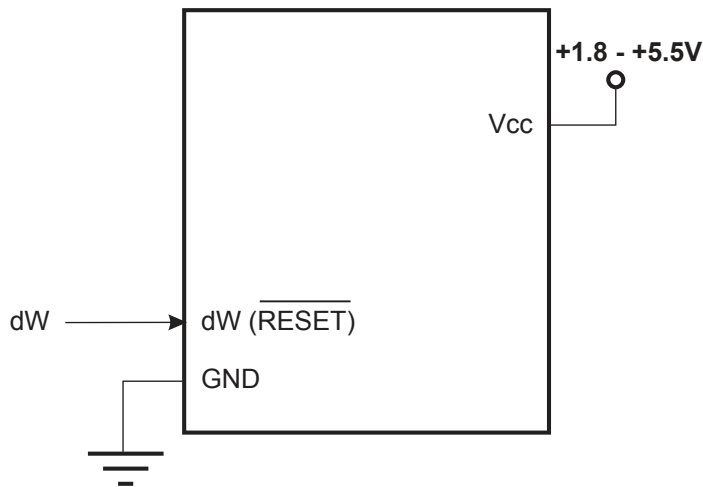 +1.8 - +5.5V
Vcc
dW
dW (RESET)
GND